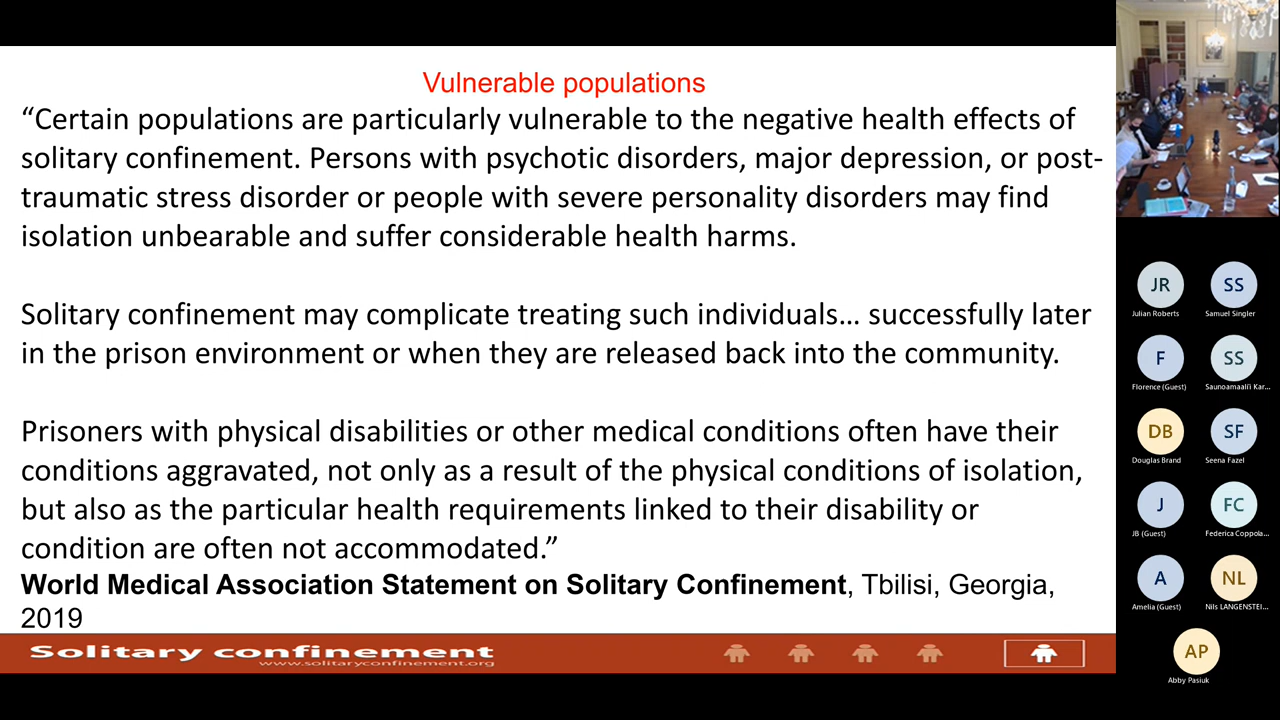 Vulnerable populations
“Certain populations are particularly vulnerable to the negative health effects of
solitary confinement. Persons with psychotic disorders, major depression, or post-
traumatic stress disorder or people with severe personality disorders may find
isolation unbearable and suffer considerable health harms.
Solitary confinement may complicate treating such individuals… successfully later
in the prison environment or when they are released back into the community.
Prisoners with physical disabilities or other medical conditions often have their
conditions aggravated, not only as a result of the physical conditions of isolation,
but also as the particular health requirements linked to their disability or
condition are often not accommodated.”
World Medical Association Statement on Solitary Confinement, Tbilisi, Georgia,
2019
Solitary confinement
www.solitaryconfinement.org
JR
Julian Roberts
SS
Samuel Singler
F
Florence (Guest)
SS
Saunoamaali'i Kar...
DB
Douglas Brand
SF
Seena Fazel
J
JB (Guest)
FC
Federica Coppola...
A
Amelia (Guest)
NL
Nils LANGENSTEI...
AP
Abby Pasiuk